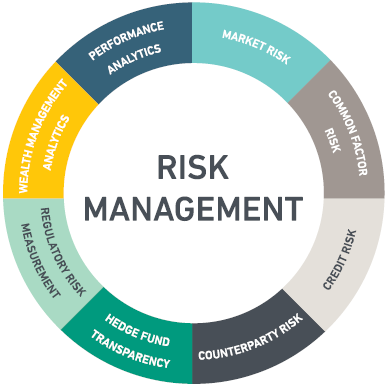 RISK
MANAGEMENT
MARKET RISK
COMMON FACTOR
RISK
CREDIT RISK
COUNTERPARTY RISK
HEDGE FUND
TRANSPARENCY
REGULATORY RISK
MEASUREMENT
WEALTH MANAGEMENT
ANALYTICS
PERFORMANCE
ANALYTICS